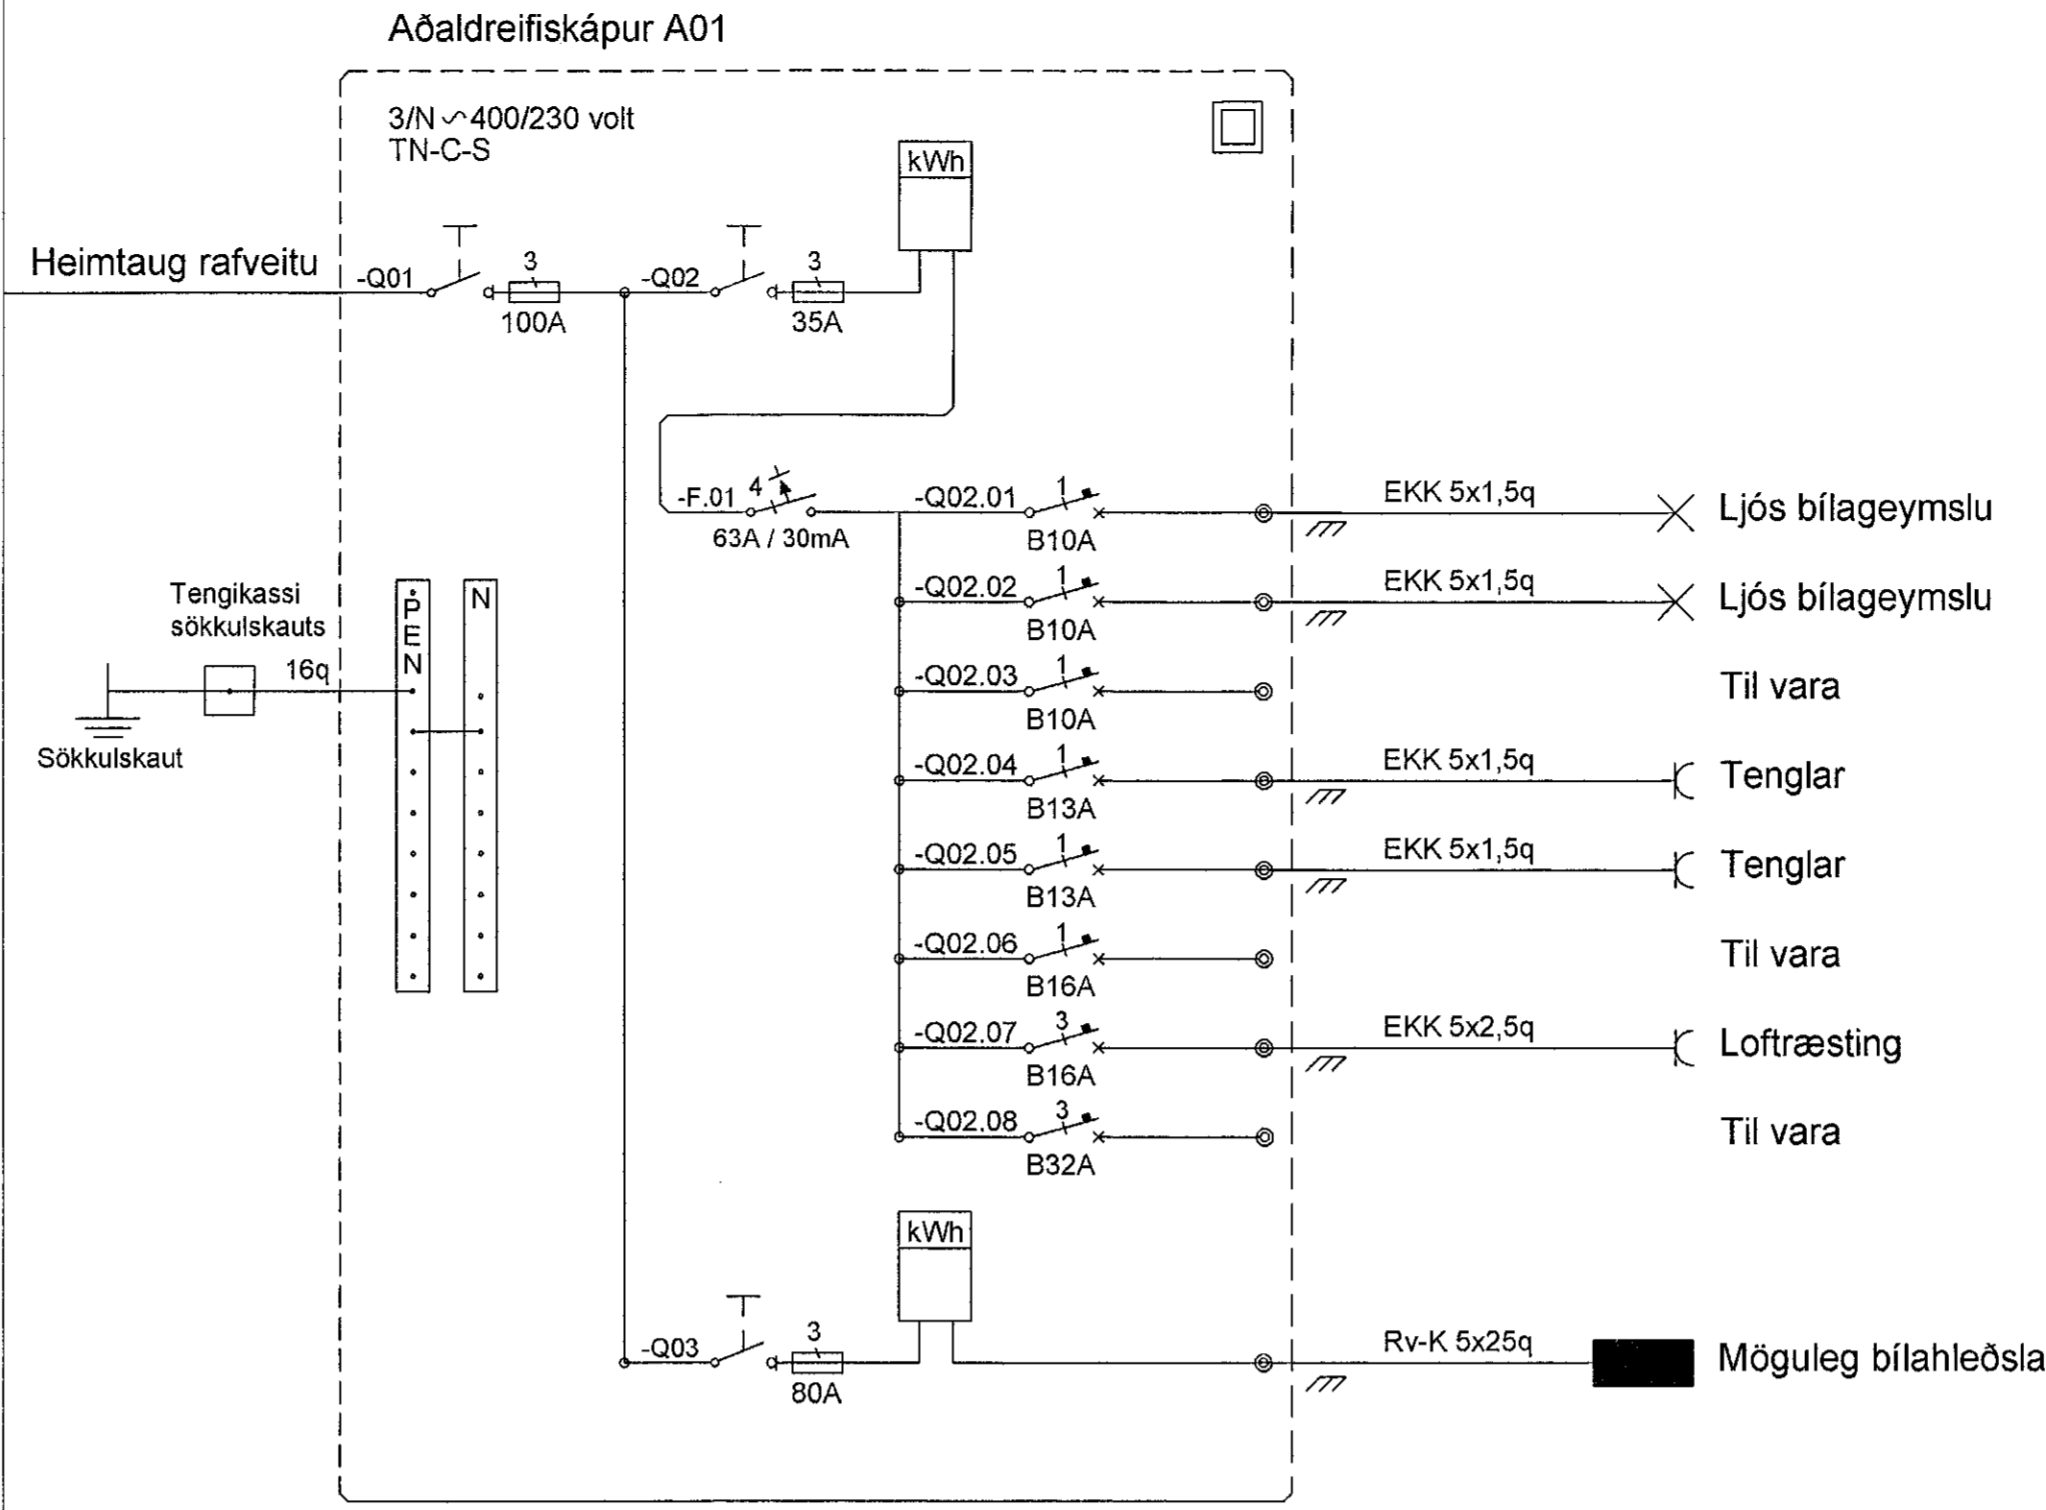 Aðaldreifiskápur A01
3/N ~ 400/230 volt
TN-C-S
kWh
Heimtaug rafveitu
-Q01
3
100A
-Q02
3
35A
-F.01
4
63A / 30mA
-Q02.01
1
B10A
EKK 5x1,5q
Ljós bílageymslu
-Q02.02
1
B10A
EKK 5x1,5q
Ljós bílageymslu
-Q02.03
1
B10A
Til vara
-Q02.04
1
B13A
EKK 5x1,5q
Tenglar
-Q02.05
1
B13A
EKK 5x1,5q
Tenglar
-Q02.06
1
B16A
Til vara
-Q02.07
3
B16A
EKK 5x2,5q
Loftræsting
-Q02.08
3
B32A
Til vara
Tengikassi
sökkulskauts
16q
Sökkulskaut
PEN
N
kWh
-Q03
3
80A
Rv-K 5x25q
Möguleg bílahleðsla